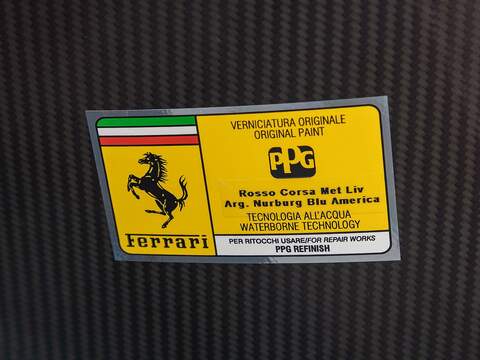 VERNICIATURA ORIGINALE
ORIGINAL PAINT
PPG
Rosso Corsa Met Liv
Arg. Nurburg Blu America
TECNOLOGIA ALL'ACQUA
WATERBORNE TECHNOLOGY
Ferrari
PER RITOCCHI USARE/FOR REPAIR WORKS
PPG REFINISH